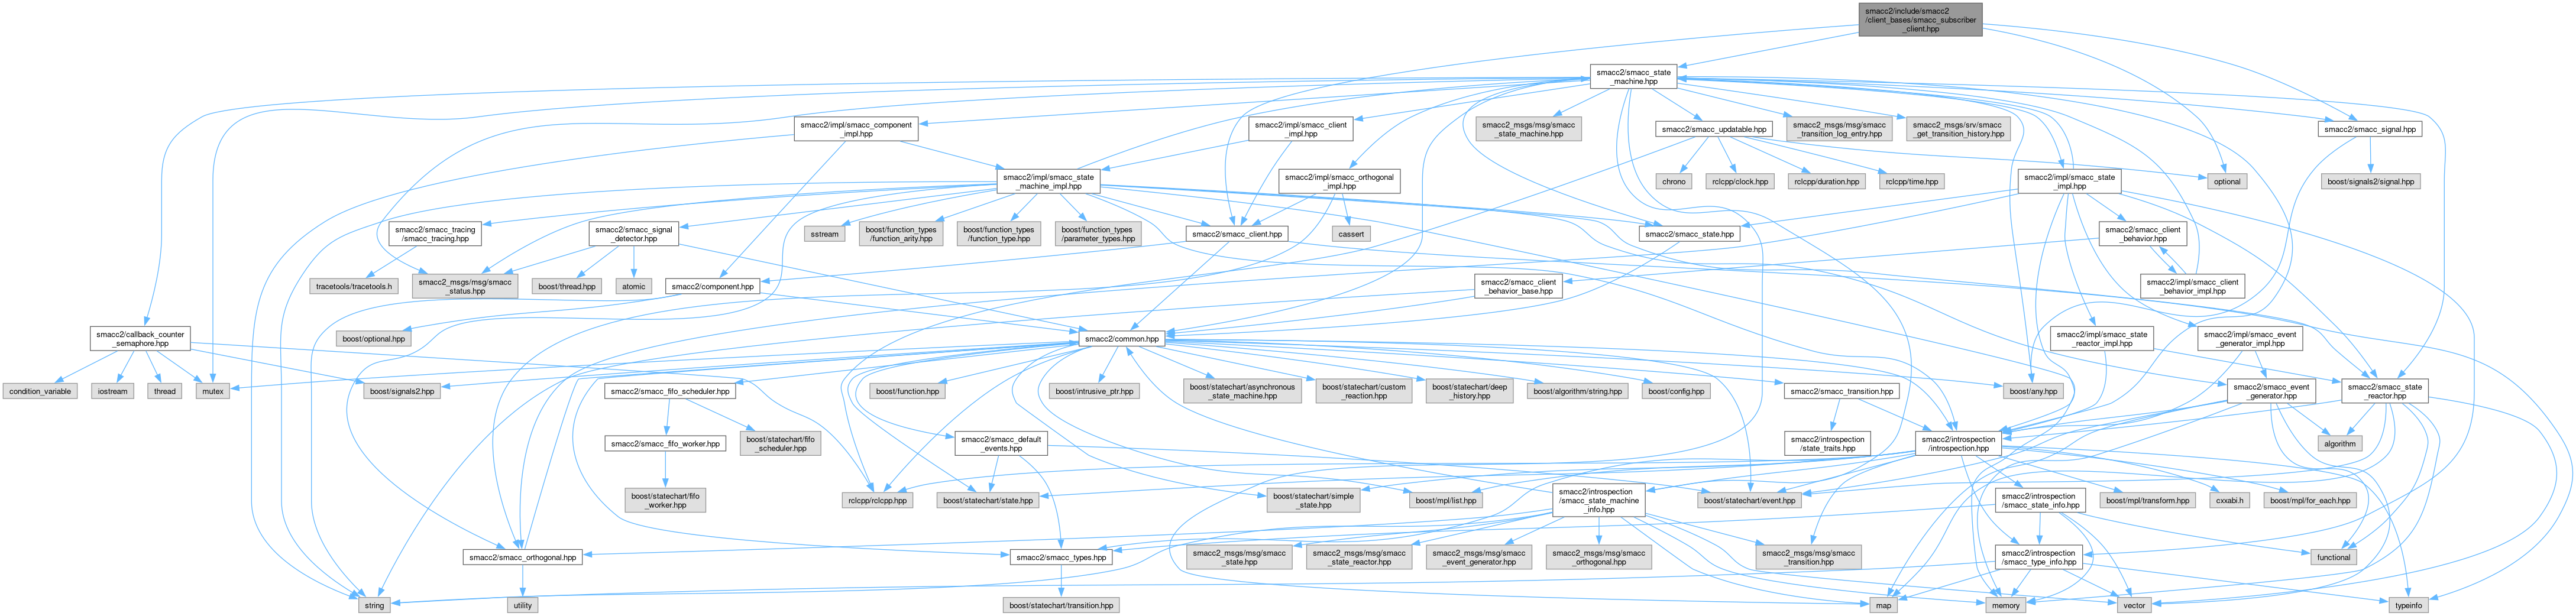 smacc2/include/smacc2
/client_bases/smacc_subscriber
_client.hpp
smacc2/smacc_state
_machine.hpp
smacc2/impl/smacc_component
_impl.hpp
smacc2/impl/smacc_client
_impl.hpp
smacc2_msgs/msg/smacc
_state_machine.hpp
smacc2/smacc_updatable.hpp
smacc2_msgs/msg/smacc
_transition_log_entry.hpp
smacc2_msgs/srv/smacc
_get_transition_history.hpp
smacc2/smacc_signal.hpp
smacc2/impl/smacc_state
_machine_impl.hpp
smacc2/impl/smacc_orthogonal
_impl.hpp
chrono
rclcpp/clock.hpp
rclcpp/duration.hpp
rclcpp/time.hpp
optional
smacc2/impl/smacc_state
_impl.hpp
boost/signals2/signal.hpp
smacc2/smacc_tracing
/smacc_tracing.hpp
smacc2/smacc_signal
_detector.hpp
sstream
boost/function_types
/function_arity.hpp
boost/function_types
/function_type.hpp
boost/function_types
/parameter_types.hpp
smacc2/smacc_client.hpp
cassert
smacc2/smacc_state.hpp
smacc2/smacc_client
_behavior.hpp
tracetools/tracetools.h
smacc2_msgs/msg/smacc
_status.hpp
boost/thread.hpp
atomic
smacc2/component.hpp
smacc2/smacc_client
_behavior_base.hpp
smacc2/impl/smacc_client
_behavior_impl.hpp
smacc2/callback_counter
_semaphore.hpp
boost/optional.hpp
smacc2/common.hpp
smacc2/impl/smacc_state
_reactor_impl.hpp
smacc2/impl/smacc_event
_generator_impl.hpp
condition_variable
iostream
thread
mutex
boost/signals2.hpp
smacc2/smacc_fifo_scheduler.hpp
boost/function.hpp
boost/intrusive_ptr.hpp
boost/statechart/asynchronous
_state_machine.hpp
boost/statechart/custom
_reaction.hpp
boost/statechart/deep
_history.hpp
boost/algorithm/string.hpp
boost/config.hpp
smacc2/smacc_transition.hpp
boost/any.hpp
smacc2/smacc_event
_generator.hpp
smacc2/smacc_state
_reactor.hpp
smacc2/smacc_fifo_worker.hpp
boost/statechart/fifo
_scheduler.hpp
smacc2/smacc_default
_events.hpp
smacc2/introspection
/state_traits.hpp
smacc2/introspection
/introspection.hpp
algorithm
boost/statechart/fifo
_worker.hpp
rclcpp/rclcpp.hpp
boost/statechart/state.hpp
boost/statechart/simple
_state.hpp
boost/mpl/list.hpp
smacc2/introspection
/smacc_state_machine
_info.hpp
boost/statechart/event.hpp
smacc2/introspection
/smacc_state_info.hpp
boost/mpl/transform.hpp
cxxabi.h
boost/mpl/for_each.hpp
smacc2/smacc_orthogonal.hpp
smacc2/smacc_types.hpp
smacc2_msgs/msg/smacc
_state.hpp
smacc2_msgs/msg/smacc
_state_reactor.hpp
smacc2_msgs/msg/smacc
_event_generator.hpp
smacc2_msgs/msg/smacc
_orthogonal.hpp
smacc2_msgs/msg/smacc
_transition.hpp
smacc2/introspection
/smacc_type_info.hpp
functional
string
utility
boost/statechart/transition.hpp
map
memory
vector
typeinfo